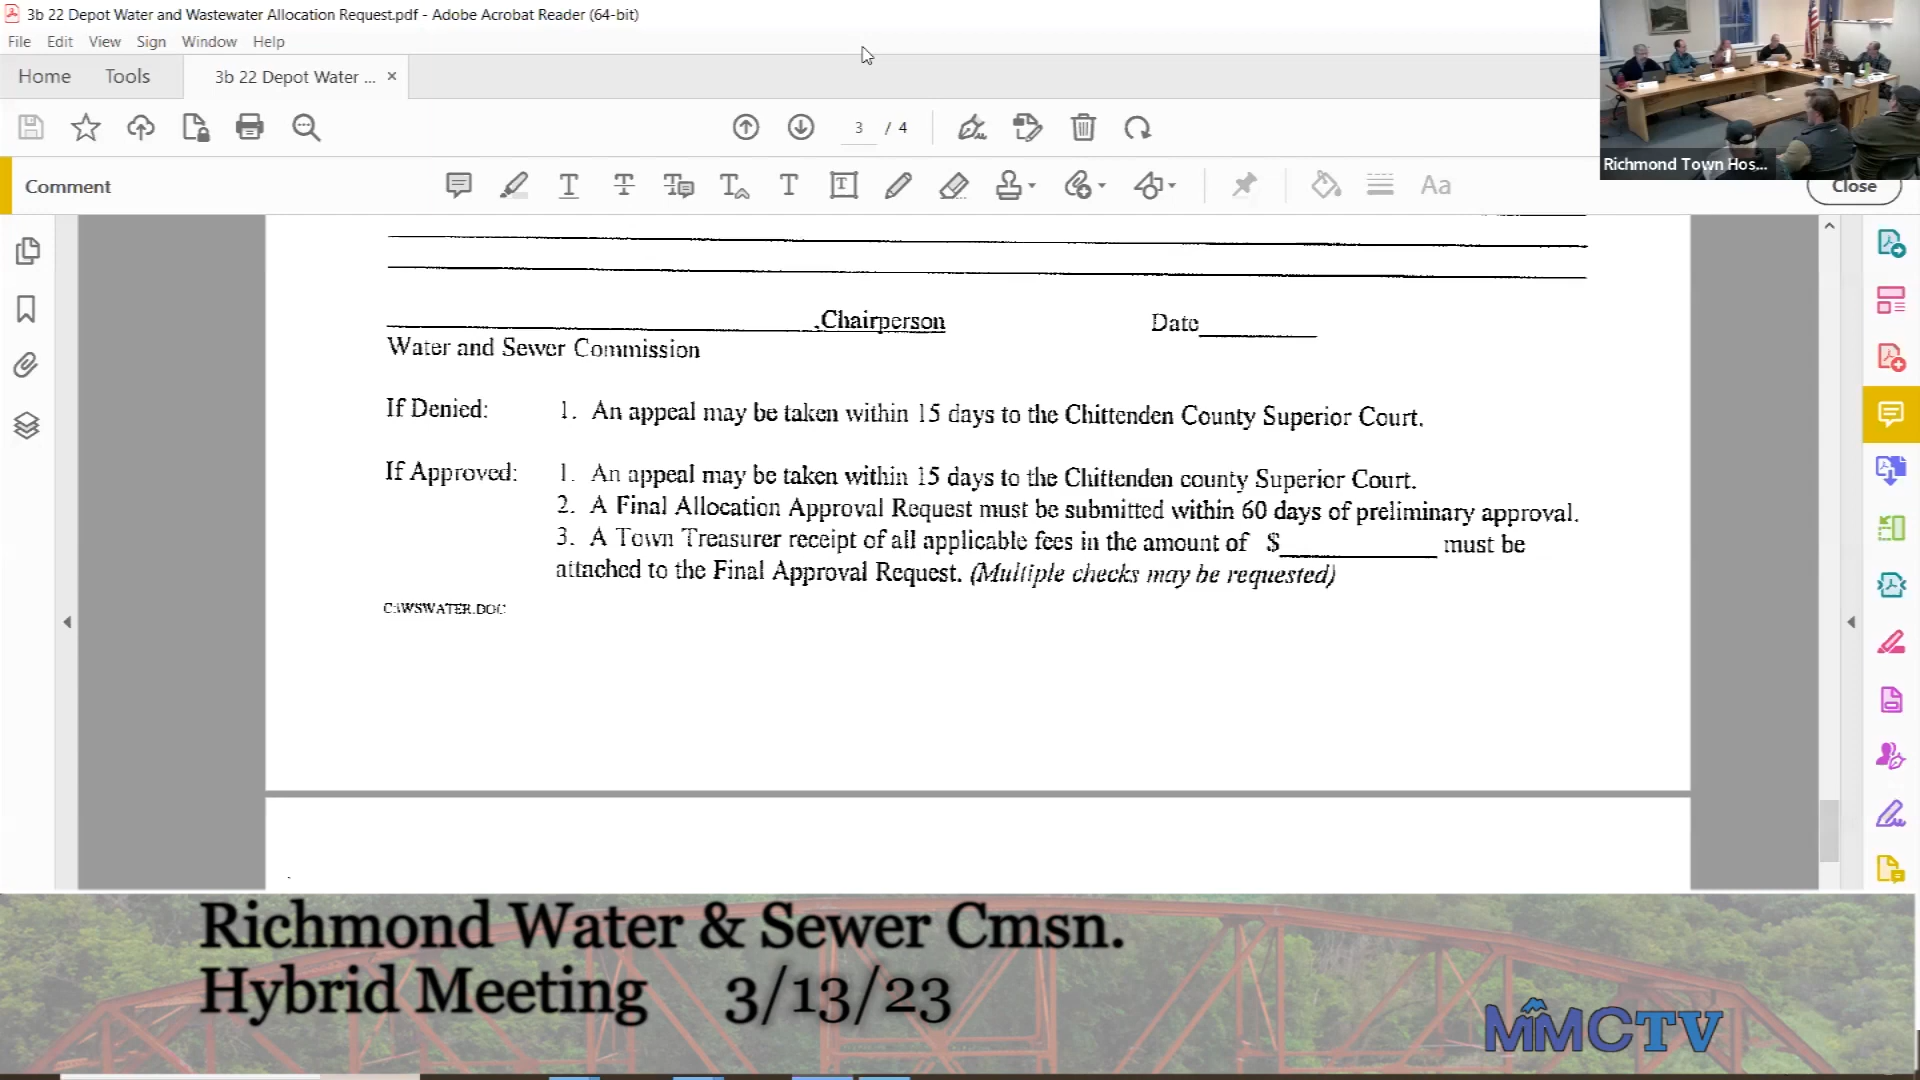 3b 22 Depot Water and Wastewater Allocation Request.pdf - Adobe Acrobat Reader (64-bit)
File Edit View Sign Window Help
Home Tools 3b 22 Depot Water ... ×
3 / 4
Comment
Aa
Close
Richmond Town Hos...
.Chairperson Date
Water and Sewer Commission
If Denied: 1. An appeal may be taken within 15 days to the Chittenden County Superior Court.
If Approved: 1. An appeal may be taken within 15 days to the Chittenden county Superior Court.
2. A Final Allocation Approval Request must be submitted within 60 days of preliminary approval.
3. A Town Treasurer receipt of all applicable fees in the amount of $____________ must be
attached to the Final Approval Request. (Multiple checks may be requested)
C:\WSWATER.DOC
Richmond Water & Sewer Cmsn.
Hybrid Meeting 3/13/23
MMCTV